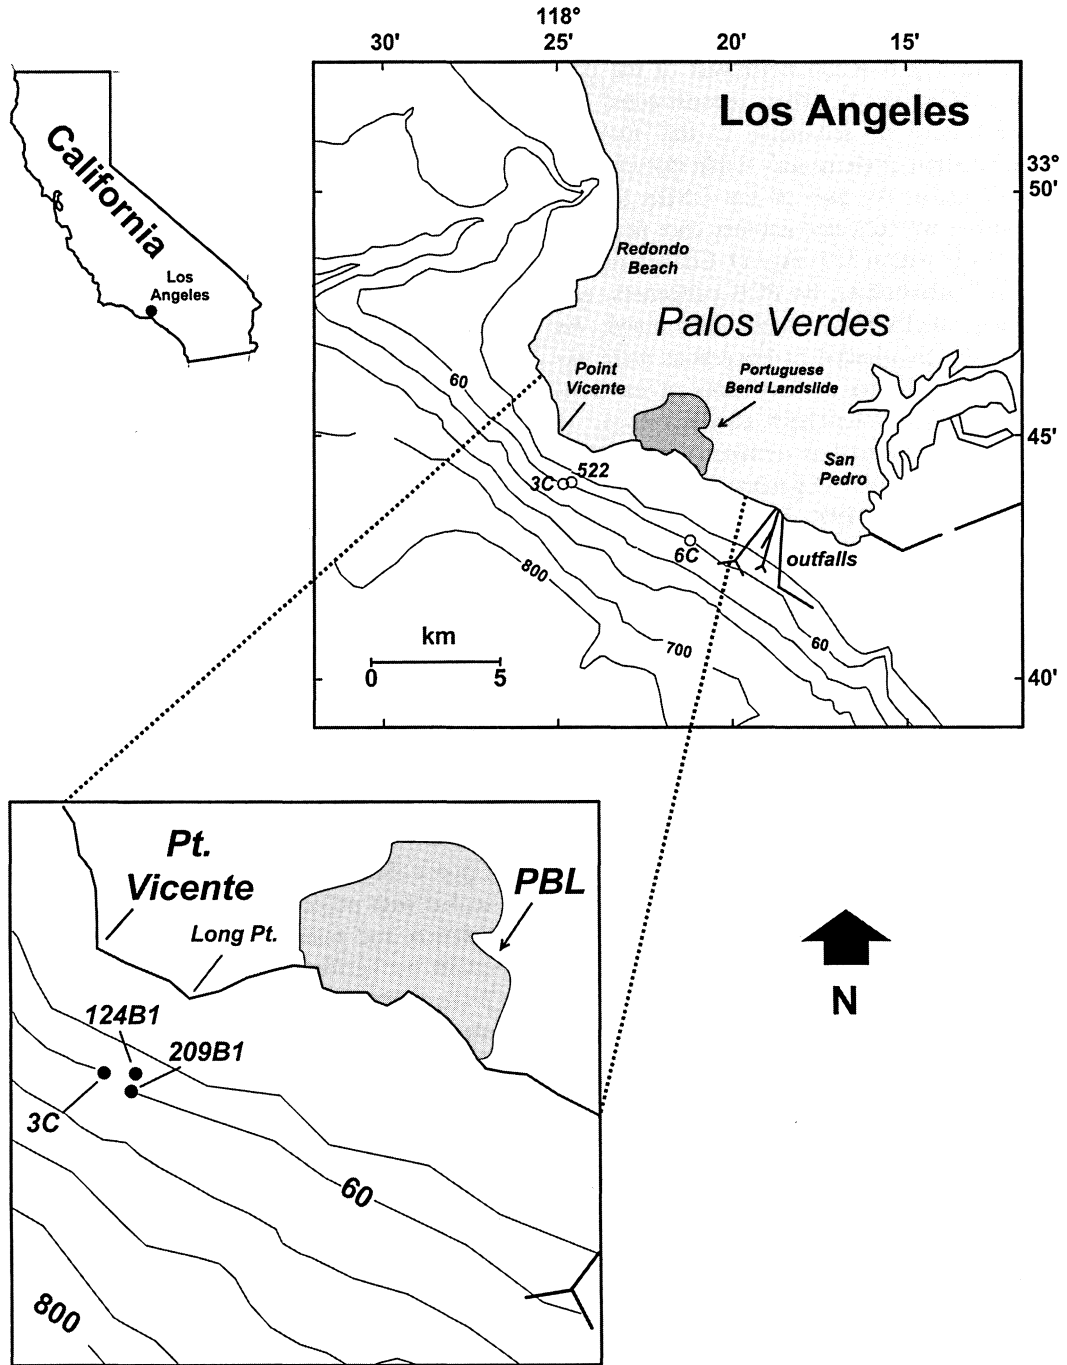 118°
30'
25'
20'
15'
Los Angeles
33°
50'
45'
40'
California
Los
Angeles
Redondo
Beach
Palos Verdes
Point
Vicente
Portuguese
Bend Landslide
60
San
Pedro
522
3C
6C
outfalls
800
700
60
km
0
5
Pt.
Vicente
PBL
Long Pt.
124B1
209B1
3C
60
800
N